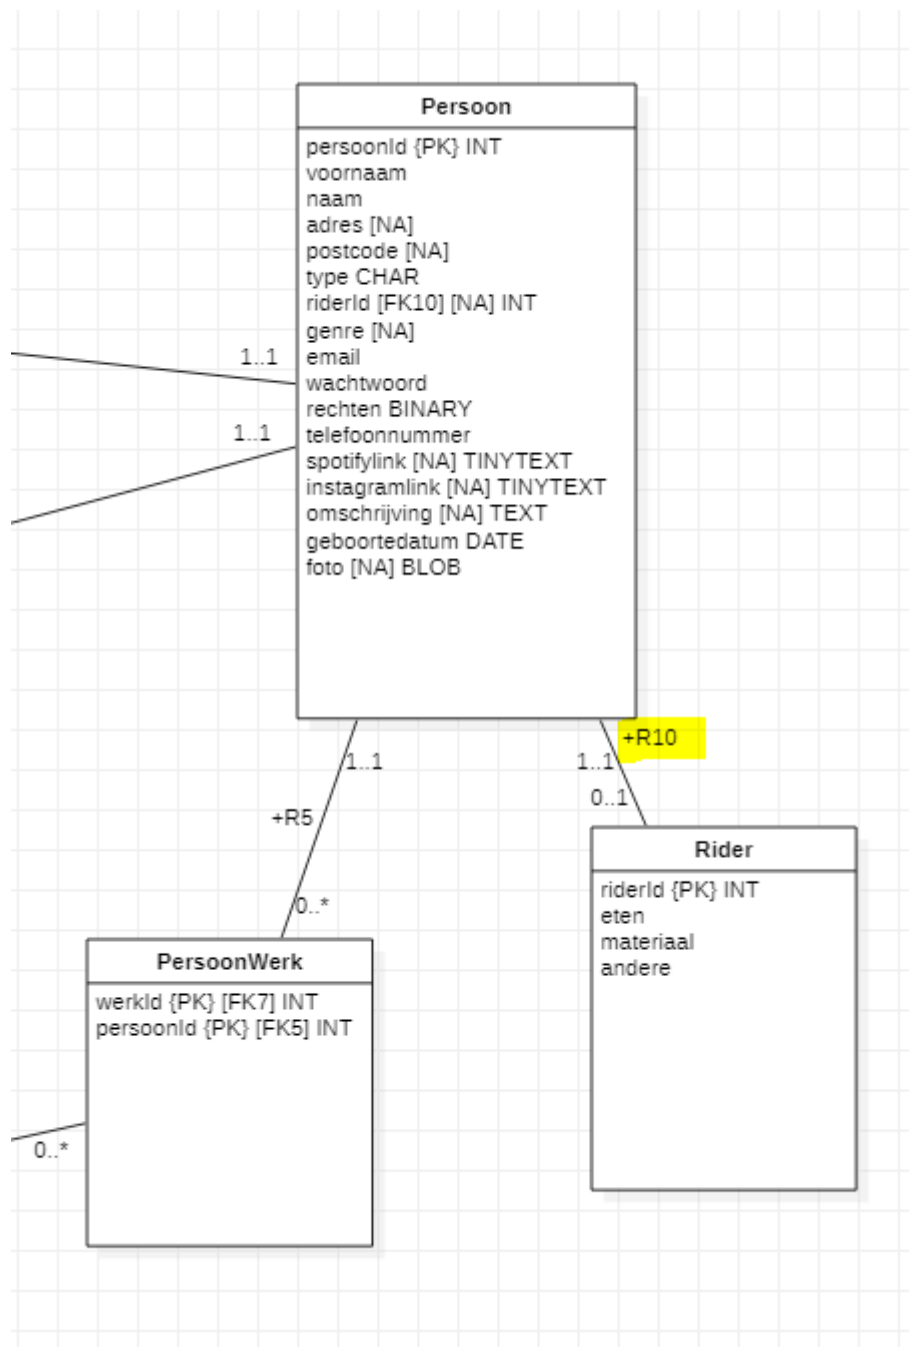 Persoon
persoonId {PK} INT
voornaam
naam
adres [NA]
postcode [NA]
type CHAR
riderId [FK10] [NA] INT
genre [NA]
email
wachtwoord
rechten BINARY
telefoonnummer
spotifylink [NA] TINYTEXT
instagramlink [NA] TINYTEXT
omschrijving [NA] TEXT
geboortedatum DATE
foto [NA] BLOB
1..1
1..1
+R10
1..1
1..1
0..1
+R5
0..*
Rider
riderId {PK} INT
eten
materiaal
andere
PersoonWerk
werkId {PK} [FK7] INT
persoonId {PK} [FK5] INT
0..*